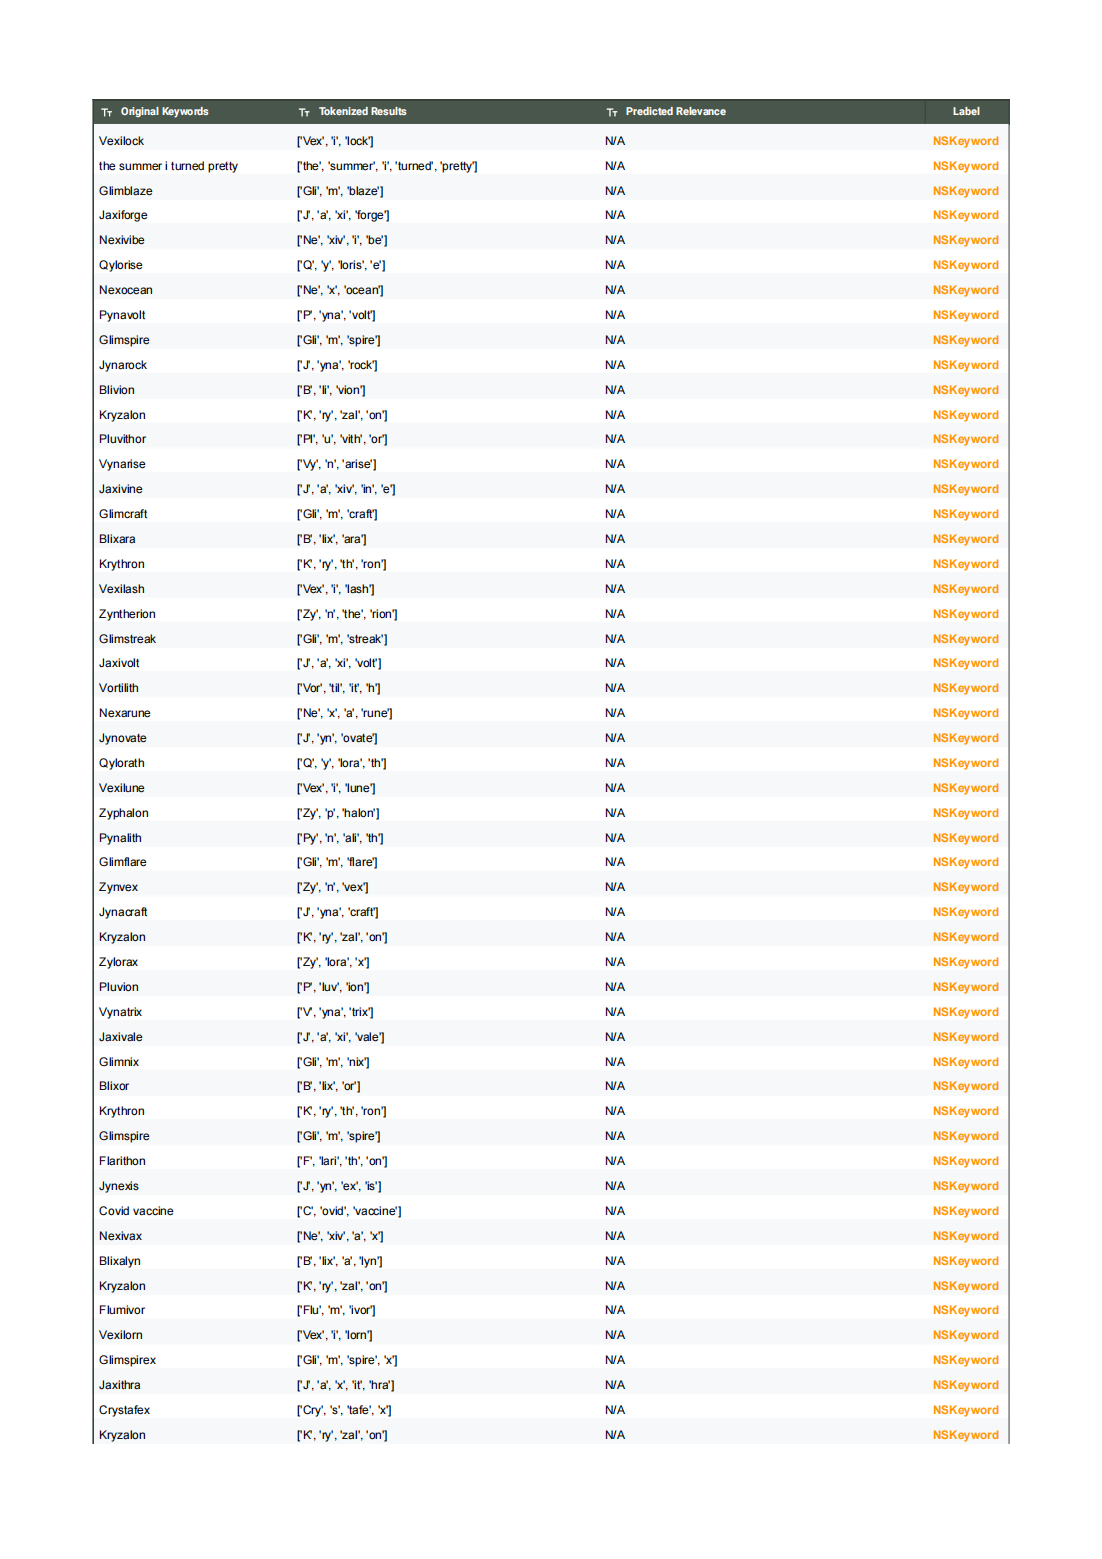 Original Keywords Tokenized Results Predicted Relevance Label
Vexilock ['Vex', 'i', 'lock'] N/A NSKeyword
the summer i turned pretty ['the', 'summer', 'i', 'turned', 'pretty'] N/A NSKeyword
Glimblaze ['Gli', 'm', 'blaze'] N/A NSKeyword
Jaxiforge ['J', 'a', 'xi', 'forge'] N/A NSKeyword
Nexivibe ['Ne', 'xiv', 'i', 'be'] N/A NSKeyword
Qylorise ['Q', 'y', 'loris', 'e'] N/A NSKeyword
Nexocean ['Ne', 'x', 'ocean'] N/A NSKeyword
Pynavolt ['P', 'yna', 'volt'] N/A NSKeyword
Glimspire ['Gli', 'm', 'spire'] N/A NSKeyword
Jynarock ['J', 'yna', 'rock'] N/A NSKeyword
Blivion ['B', 'li', 'vion'] N/A NSKeyword
Kryzalon ['K', 'ry', 'zal', 'on'] N/A NSKeyword
Pluvithor ['Pl', 'u', 'vith', 'or'] N/A NSKeyword
Vynarise ['Vy', 'n', 'arise'] N/A NSKeyword
Jaxivine ['J', 'a', 'xiv', 'in', 'e'] N/A NSKeyword
Glimcraft ['Gli', 'm', 'craft'] N/A NSKeyword
Blixara ['B', 'lix', 'ara'] N/A NSKeyword
Krythron ['K', 'ry', 'th', 'ron'] N/A NSKeyword
Vexilash ['Vex', 'i', 'lash'] N/A NSKeyword
Zyntherion ['Zy', 'n', 'the', 'rion'] N/A NSKeyword
Glimstreak ['Gli', 'm', 'streak'] N/A NSKeyword
Jaxivolt ['J', 'a', 'xi', 'volt'] N/A NSKeyword
Vortilith ['Vor', 'til', 'it', 'h'] N/A NSKeyword
Nexarune ['Ne', 'x', 'a', 'rune'] N/A NSKeyword
Jynovate ['J', 'yn', 'ovate'] N/A NSKeyword
Qylorath ['Q', 'y', 'lora', 'th'] N/A NSKeyword
Vexilune ['Vex', 'i', 'lune'] N/A NSKeyword
Zyphalon ['Zy', 'p', 'halon'] N/A NSKeyword
Pynalith ['Py', 'n', 'ali', 'th'] N/A NSKeyword
Glimflare ['Gli', 'm', 'flare'] N/A NSKeyword
Zynvex ['Zy', 'n', 'vex'] N/A NSKeyword
Jynacraft ['J', 'yna', 'craft'] N/A NSKeyword
Kryzalon ['K', 'ry', 'zal', 'on'] N/A NSKeyword
Zylorax ['Zy', 'lora', 'x'] N/A NSKeyword
Pluvion ['P', 'luv', 'ion'] N/A NSKeyword
Vynatrix ['V', 'yna', 'trix'] N/A NSKeyword
Jaxivale ['J', 'a', 'xi', 'vale'] N/A NSKeyword
Glimnix ['Gli', 'm', 'nix'] N/A NSKeyword
Blixor ['B', 'lix', 'or'] N/A NSKeyword
Krythron ['K', 'ry', 'th', 'ron'] N/A NSKeyword
Glimspire ['Gli', 'm', 'spire'] N/A NSKeyword
Flarithon ['F', 'lari', 'th', 'on'] N/A NSKeyword
Jynexis ['J', 'yn', 'ex', 'is'] N/A NSKeyword
Covid vaccine ['C', 'ovid', 'vaccine'] N/A NSKeyword
Nexivax ['Ne', 'xiv', 'a', 'x'] N/A NSKeyword
Blixalyn ['B', 'lix', 'a', 'lyn'] N/A NSKeyword
Kryzalon ['K', 'ry', 'zal', 'on'] N/A NSKeyword
Flumivor ['Flu', 'm', 'ivor'] N/A NSKeyword
Vexilorn ['Vex', 'i', 'lorn'] N/A NSKeyword
Glimspirex ['Gli', 'm', 'spire', 'x'] N/A NSKeyword
Jaxithra ['J', 'a', 'x', 'it', 'hra'] N/A NSKeyword
Crystafex ['Cry', 's', 'tafe', 'x'] N/A NSKeyword
Kryzalon ['K', 'ry', 'zal', 'on'] N/A NSKeyword